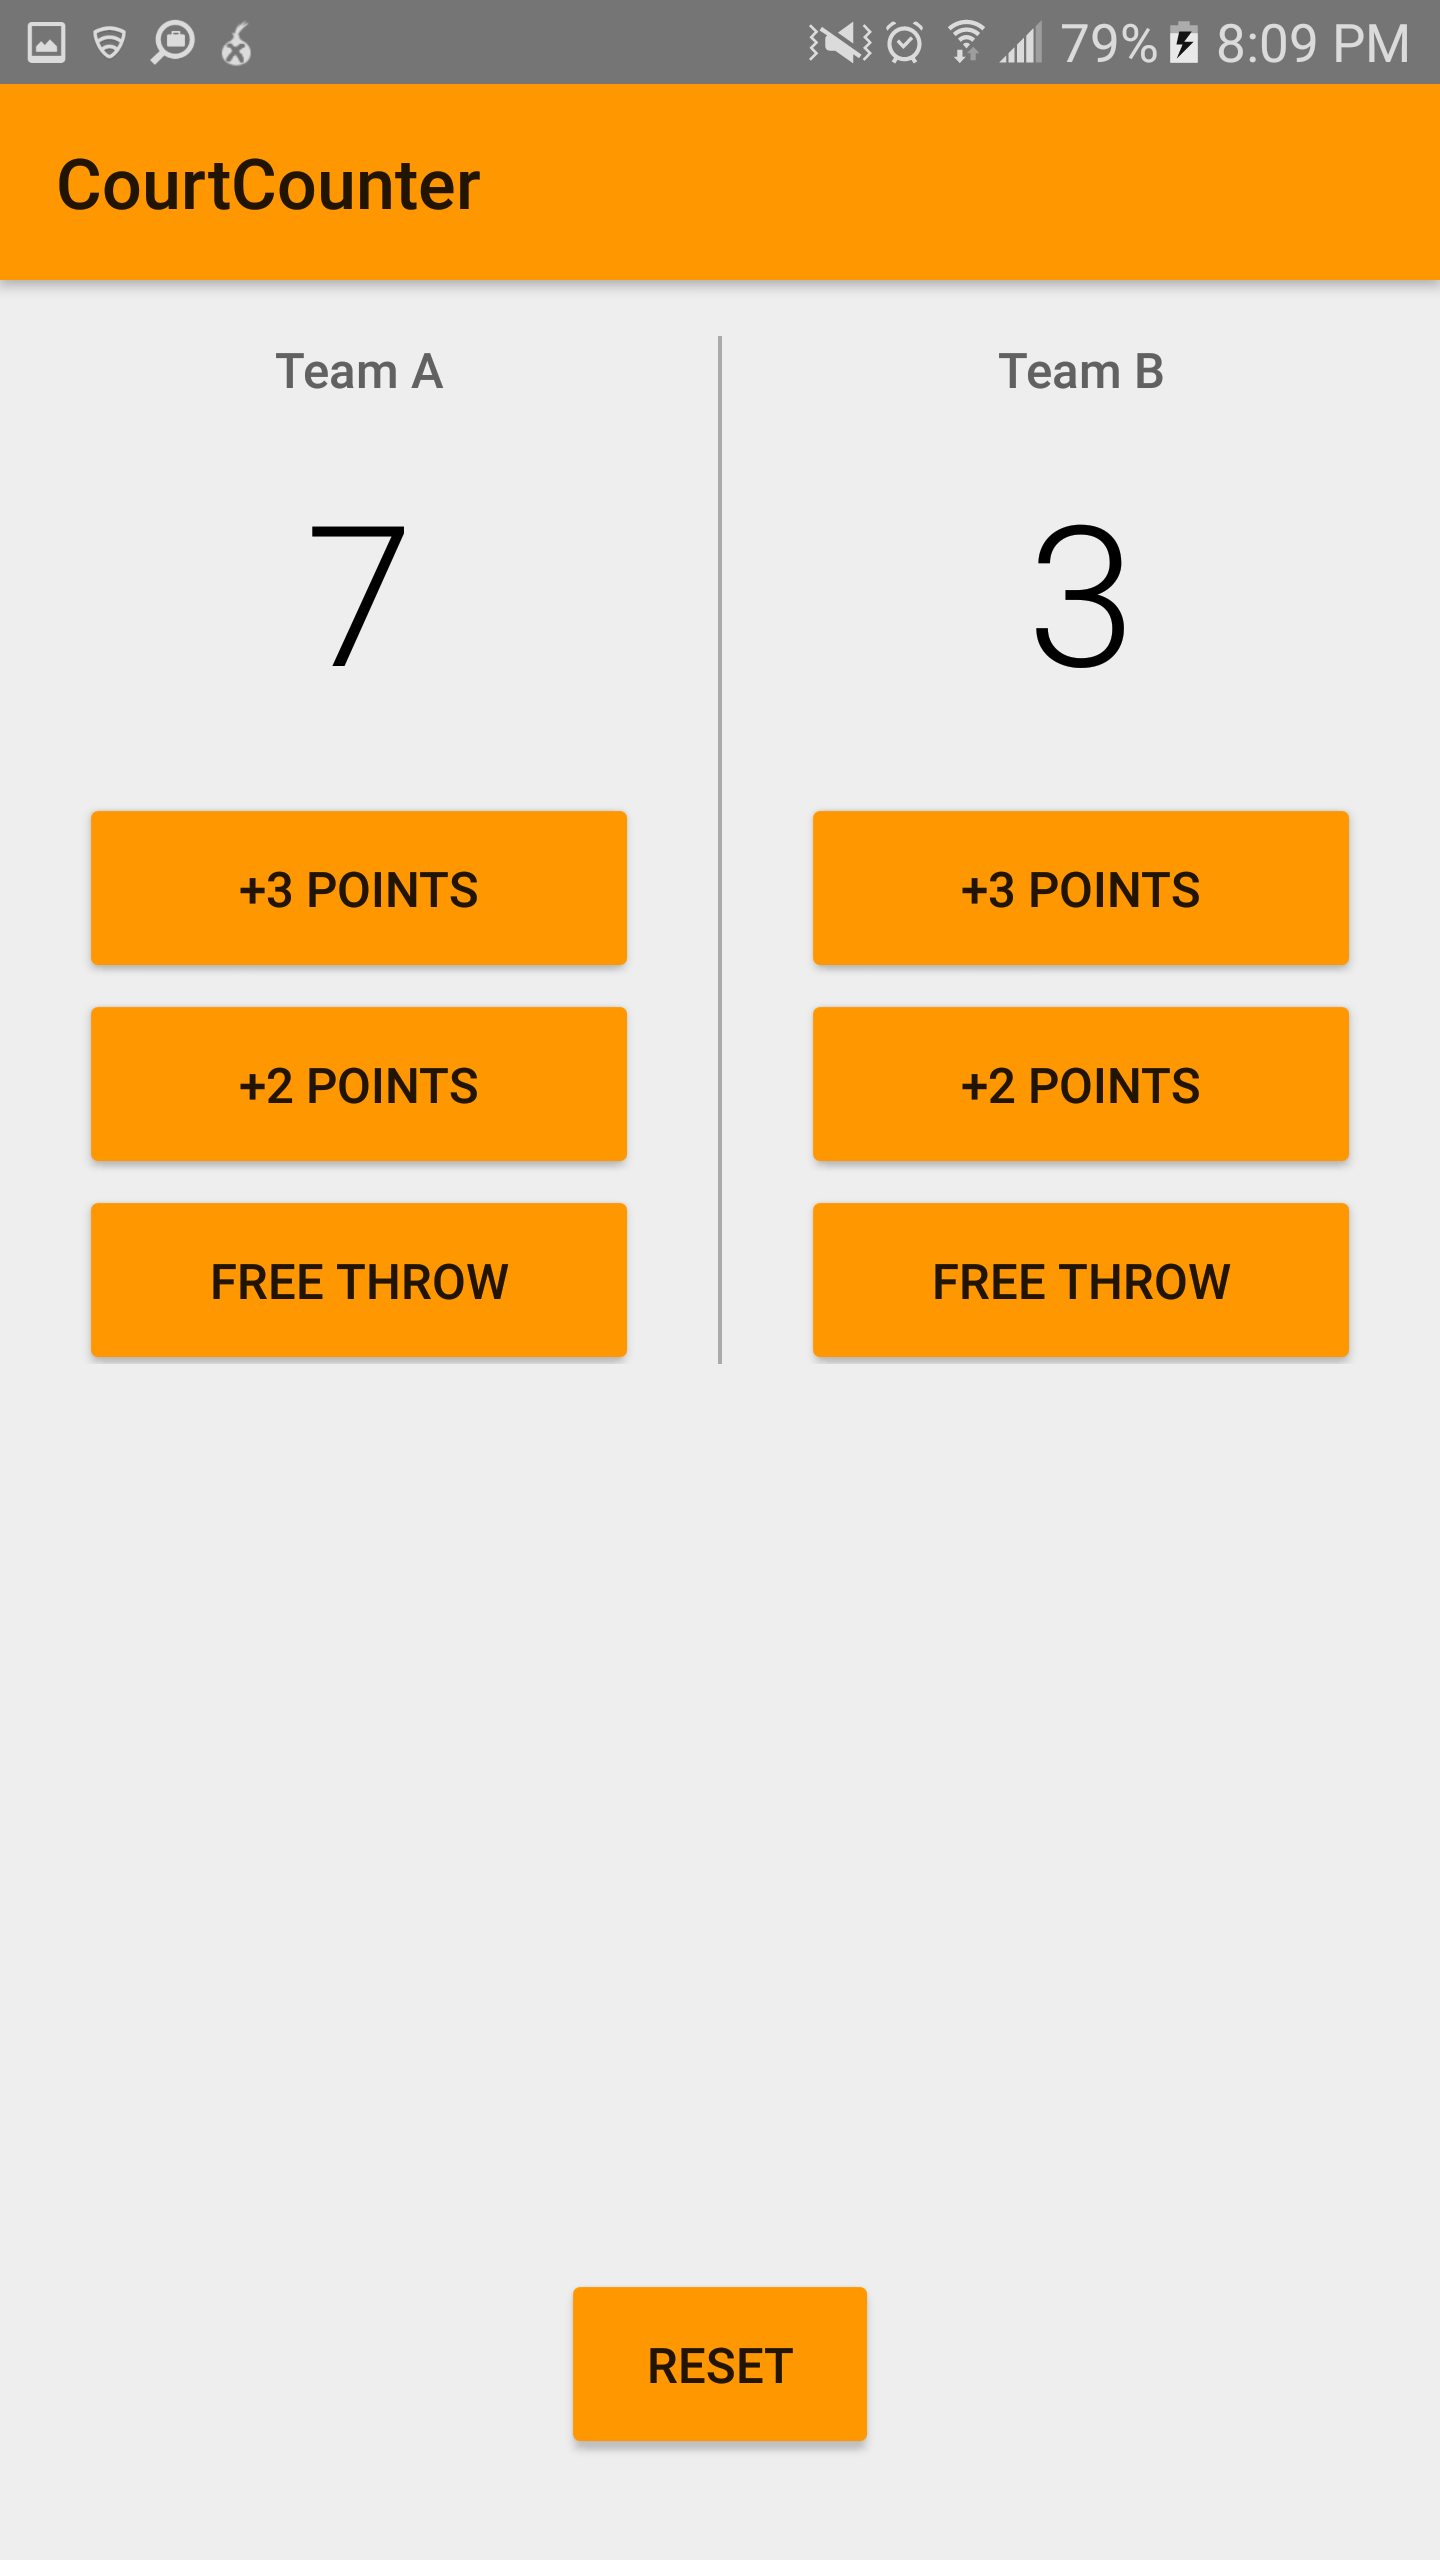 79% 8:09 PM
CourtCounter
Team A
Team B
7
3
+3 POINTS
+3 POINTS
+2 POINTS
+2 POINTS
FREE THROW
FREE THROW
RESET